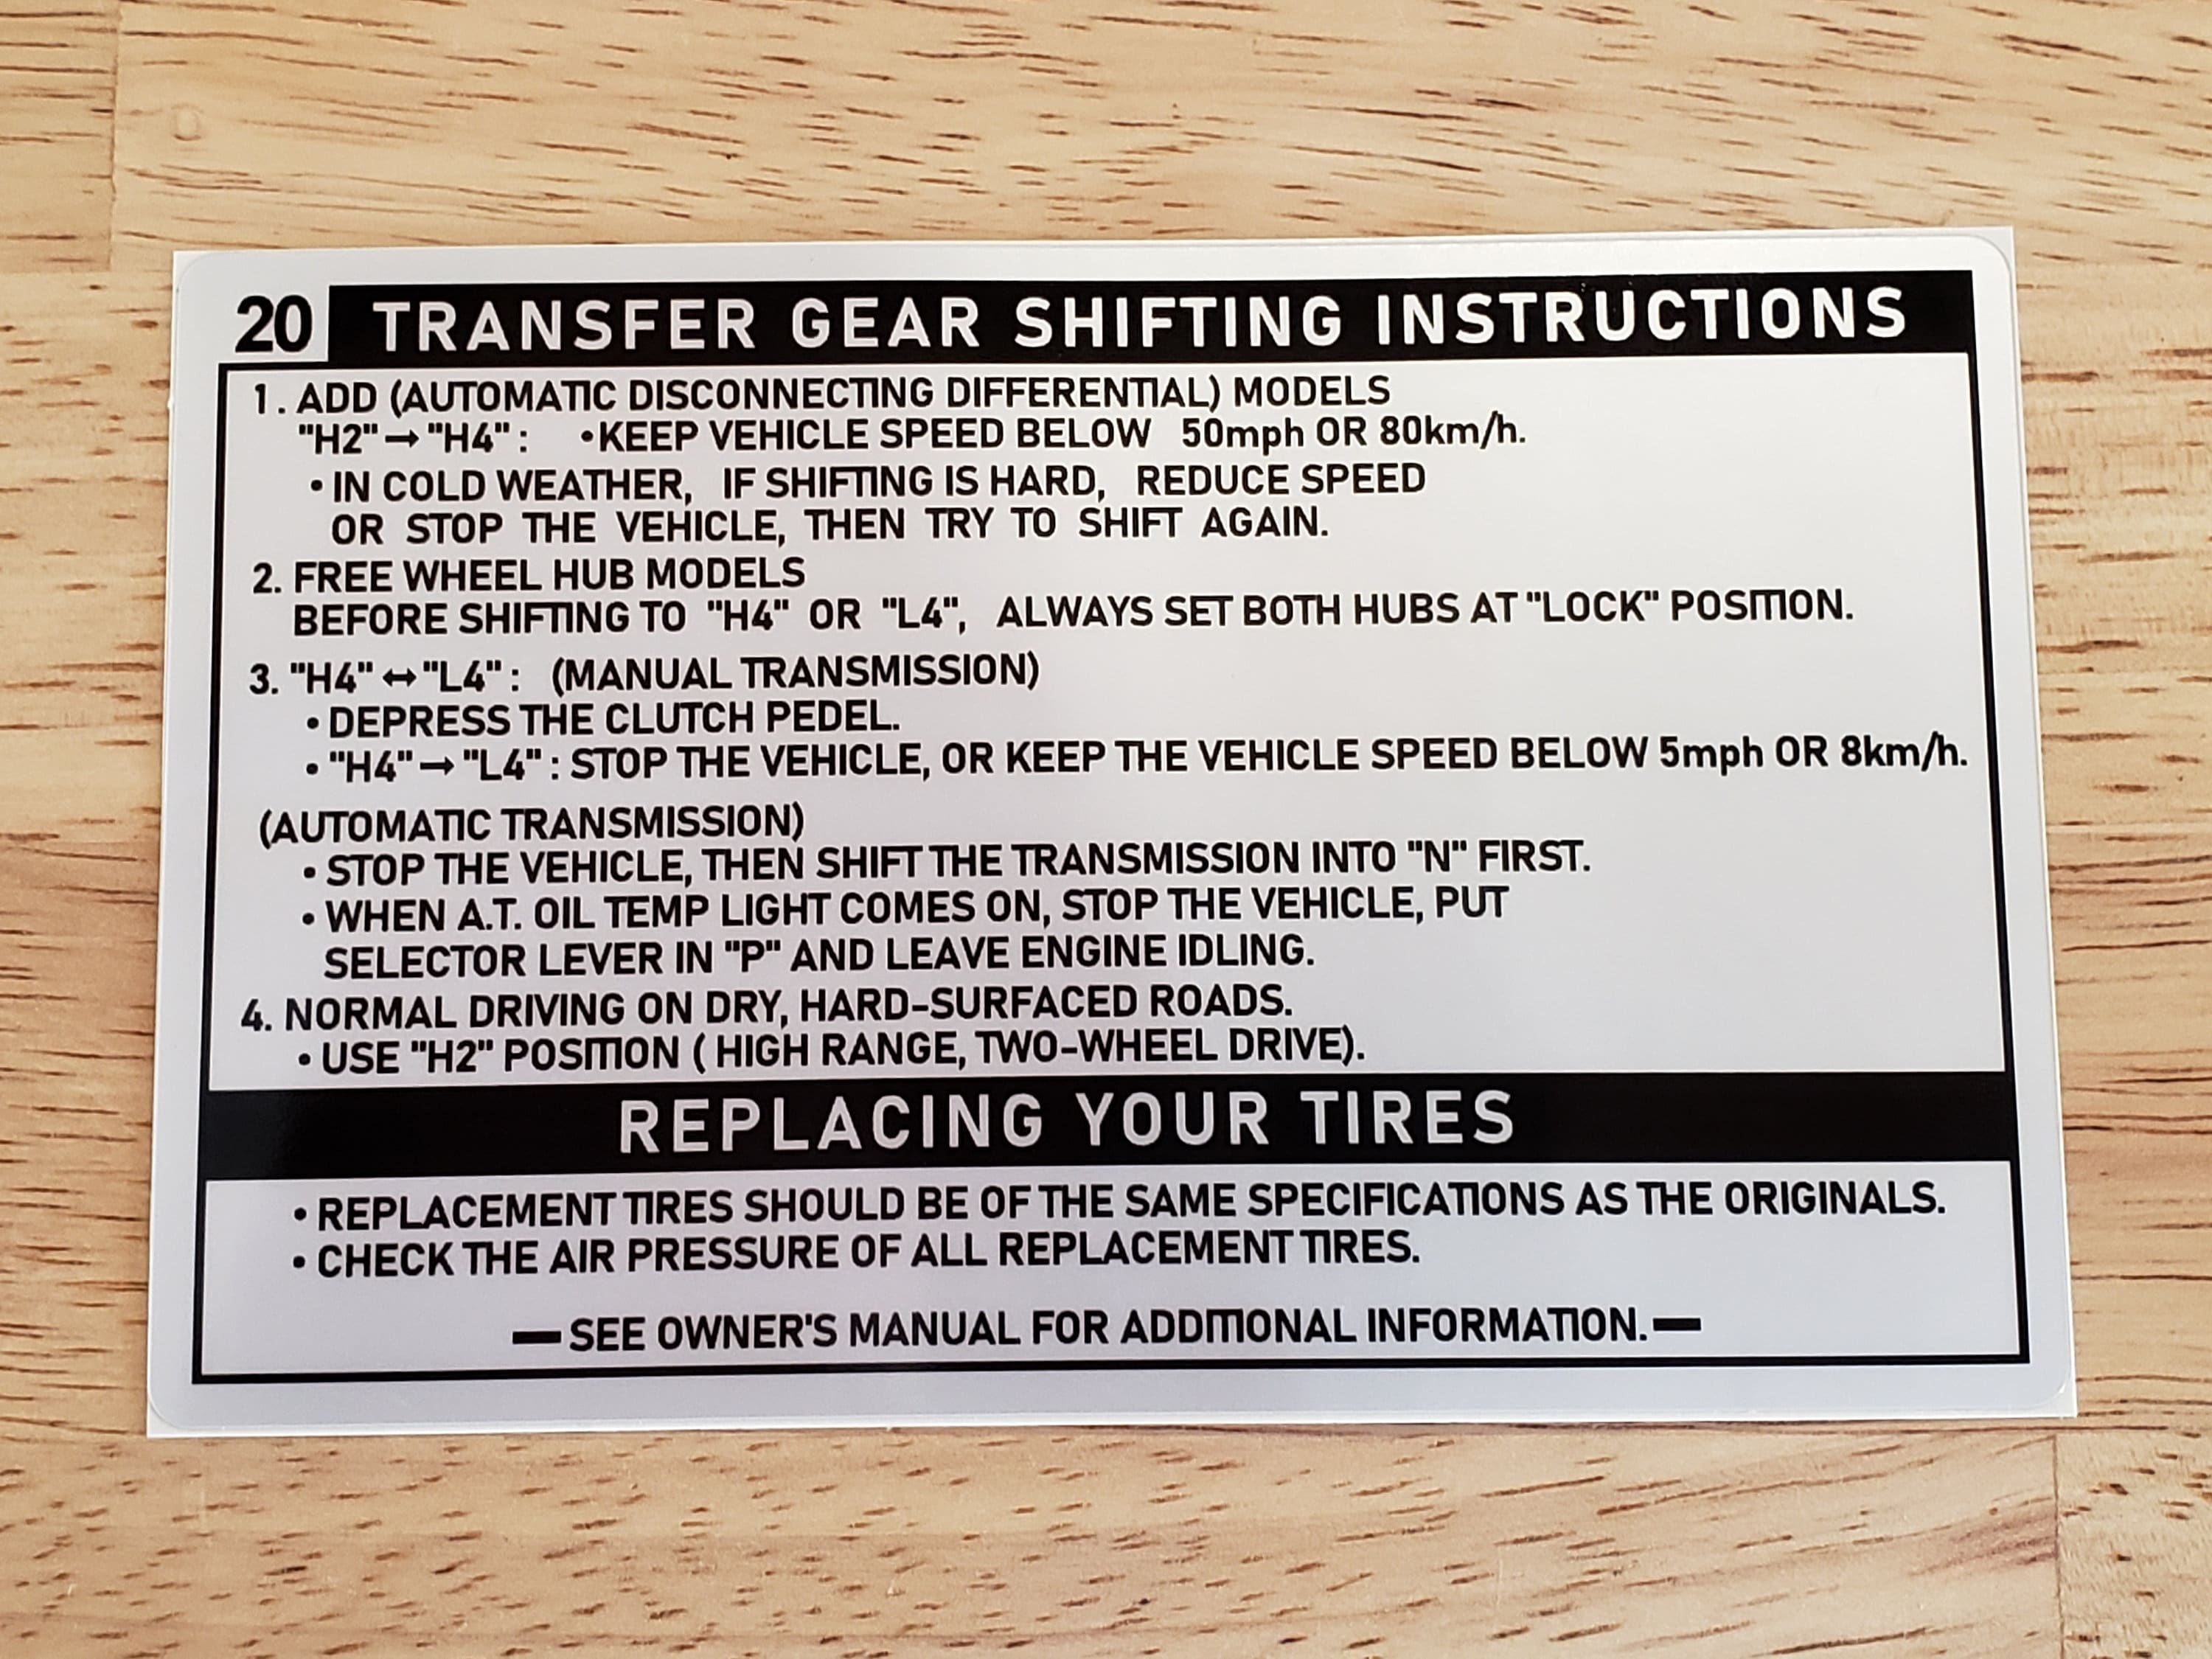 20 TRANSFER GEAR SHIFTING INSTRUCTIONS
1. ADD (AUTOMATIC DISCONNECTING DIFFERENTIAL) MODELS
"H2"→"H4": •KEEP VEHICLE SPEED BELOW 50mph OR 80km/h.
• IN COLD WEATHER, IF SHIFTING IS HARD, REDUCE SPEED
OR STOP THE VEHICLE, THEN TRY TO SHIFT AGAIN.
2. FREE WHEEL HUB MODELS
BEFORE SHIFTING TO "H4" OR "L4", ALWAYS SET BOTH HUBS AT "LOCK" POSITION.
3. "H4"↔"L4": (MANUAL TRANSMISSION)
• DEPRESS THE CLUTCH PEDEL.
• "H4"→"L4": STOP THE VEHICLE, OR KEEP THE VEHICLE SPEED BELOW 5mph OR 8km/h.
(AUTOMATIC TRANSMISSION)
• STOP THE VEHICLE, THEN SHIFT THE TRANSMISSION INTO "N" FIRST.
• WHEN A.T. OIL TEMP LIGHT COMES ON, STOP THE VEHICLE, PUT
SELECTOR LEVER IN "P" AND LEAVE ENGINE IDLING.
4. NORMAL DRIVING ON DRY, HARD-SURFACED ROADS.
• USE "H2" POSITION ( HIGH RANGE, TWO-WHEEL DRIVE).
REPLACING YOUR TIRES
• REPLACEMENT TIRES SHOULD BE OF THE SAME SPECIFICATIONS AS THE ORIGINALS.
• CHECK THE AIR PRESSURE OF ALL REPLACEMENT TIRES.
— SEE OWNER'S MANUAL FOR ADDITIONAL INFORMATION. —